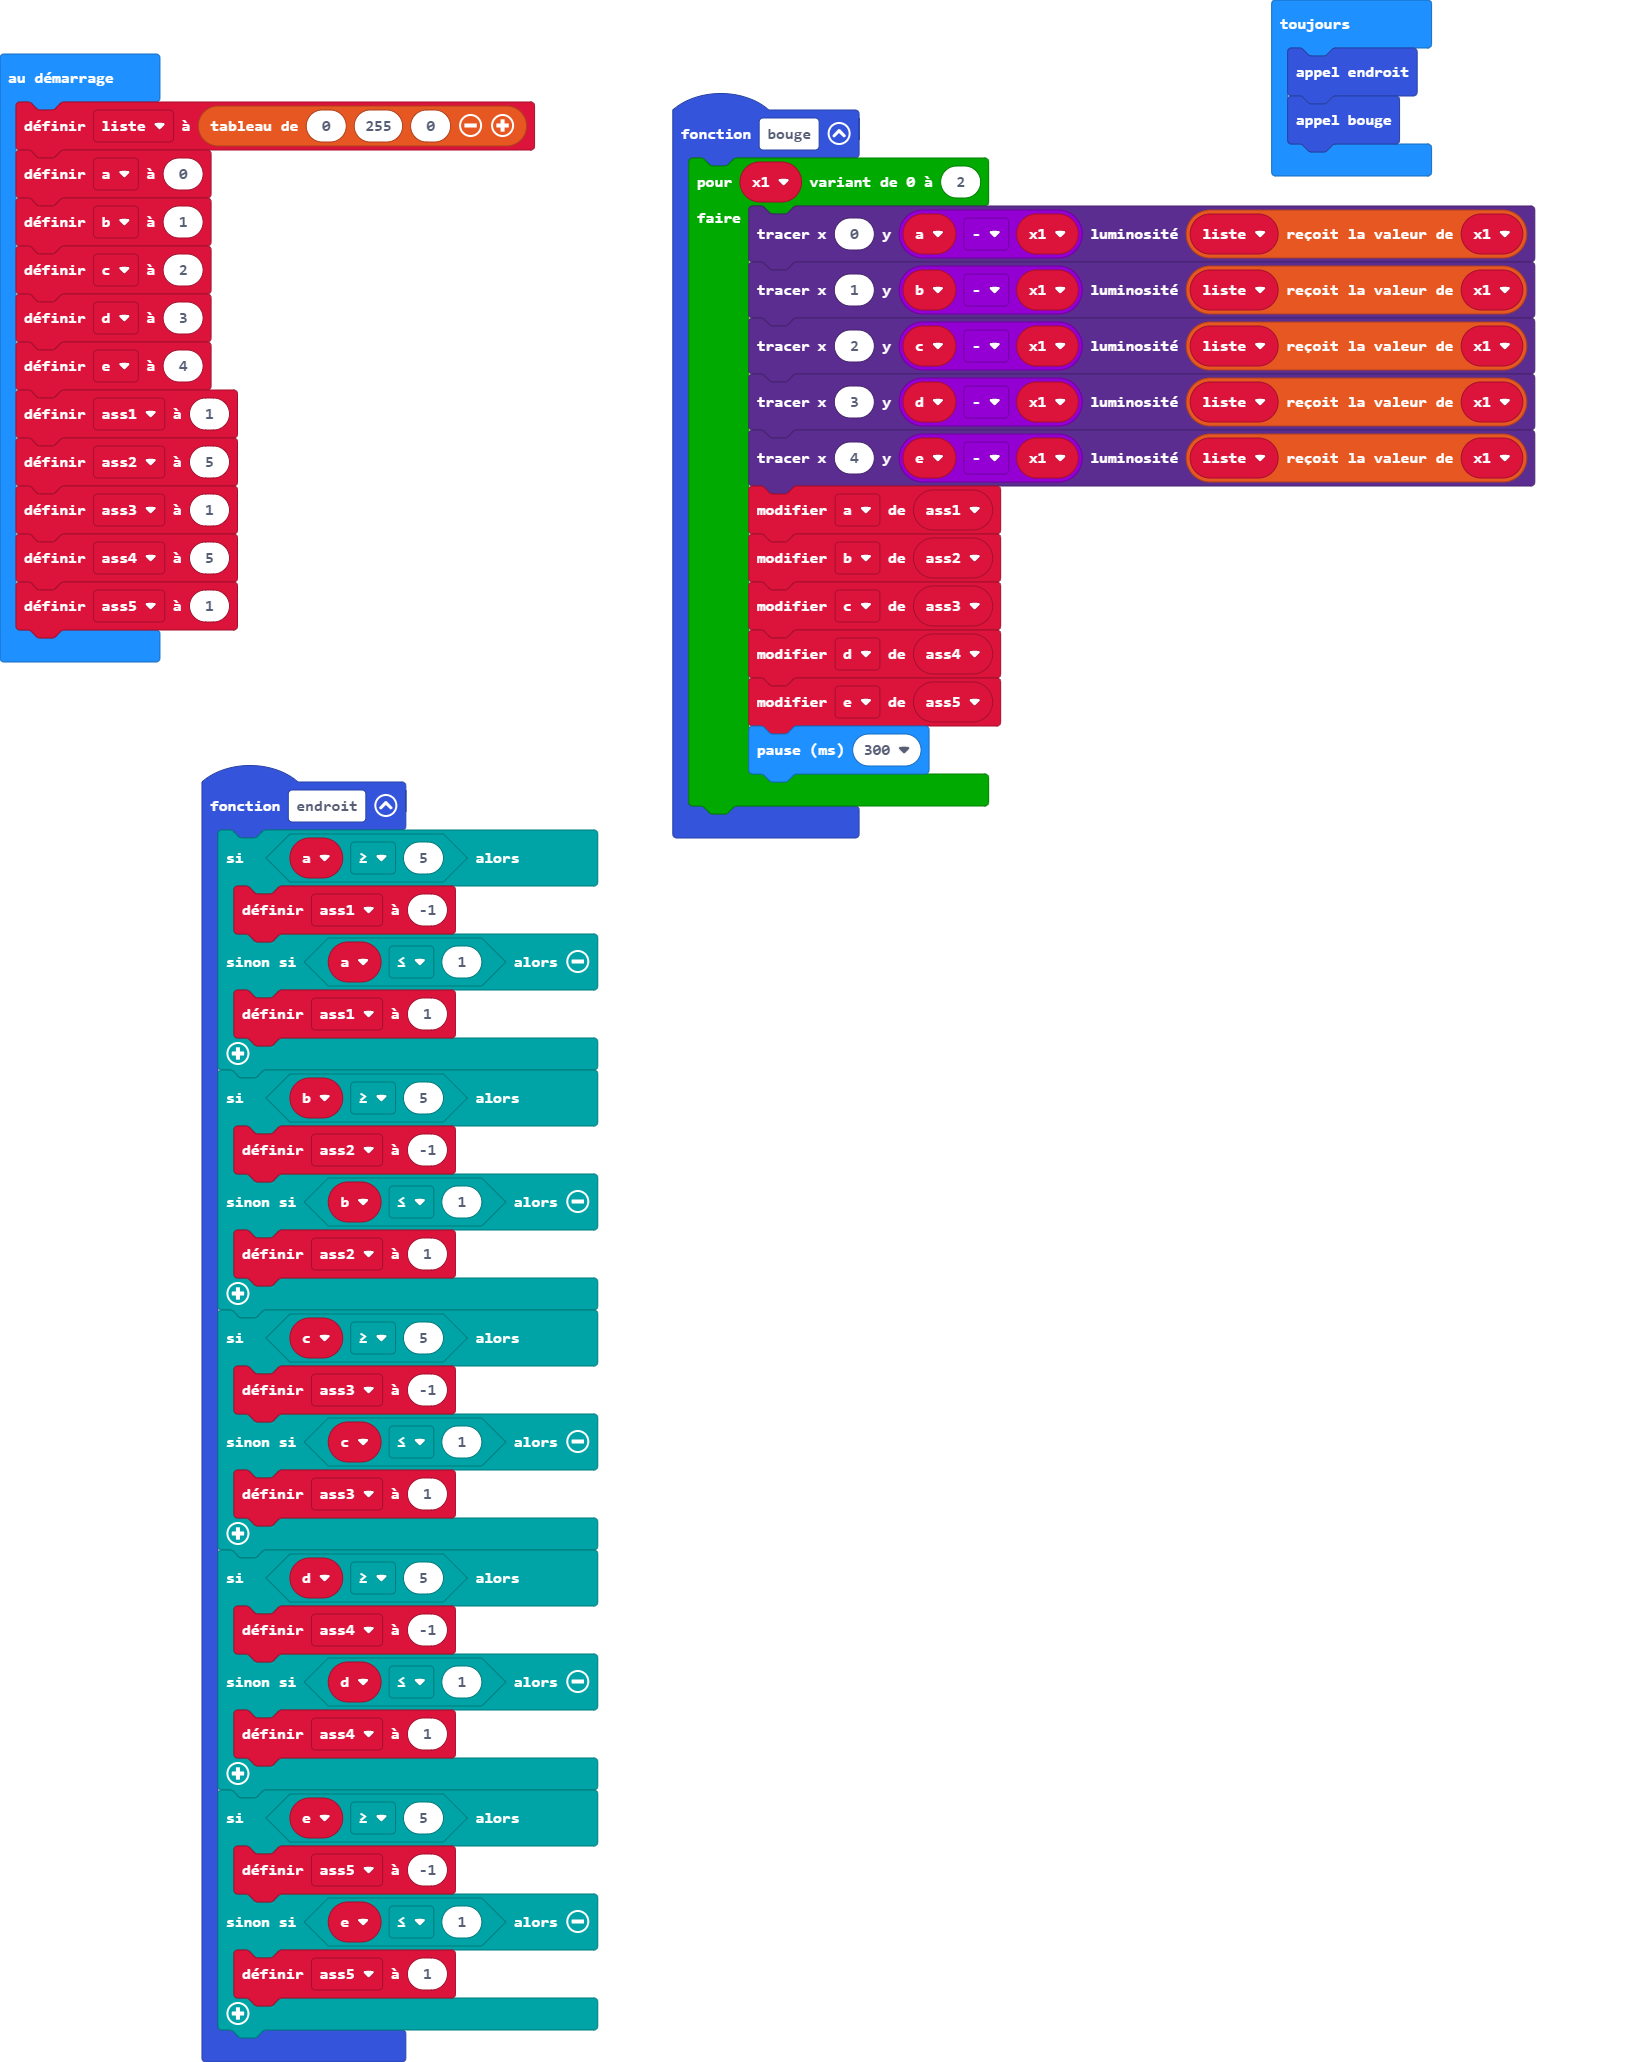 au démarrage
définir liste à tableau de 0 255 0
définir a à 0
définir b à 1
définir c à 2
définir d à 3
définir e à 4
définir ass1 à 1
définir ass2 à 5
définir ass3 à 1
définir ass4 à 5
définir ass5 à 1
toujours
appel endroit
appel bouge
fonction bouge
pour x1 variant de 0 à 2
faire
tracer x 0 y a - x1 luminosité liste reçoit la valeur de x1
tracer x 1 y b - x1 luminosité liste reçoit la valeur de x1
tracer x 2 y c - x1 luminosité liste reçoit la valeur de x1
tracer x 3 y d - x1 luminosité liste reçoit la valeur de x1
tracer x 4 y e - x1 luminosité liste reçoit la valeur de x1
modifier a de ass1
modifier b de ass2
modifier c de ass3
modifier d de ass4
modifier e de ass5
pause (ms) 300
fonction endroit
si a ≥ 5 alors
définir ass1 à -1
sinon si a ≤ 1 alors
définir ass1 à 1
si b ≥ 5 alors
définir ass2 à -1
sinon si b ≤ 1 alors
définir ass2 à 1
si c ≥ 5 alors
définir ass3 à -1
sinon si c ≤ 1 alors
définir ass3 à 1
si d ≥ 5 alors
définir ass4 à -1
sinon si d ≤ 1 alors
définir ass4 à 1
si e ≥ 5 alors
définir ass5 à -1
sinon si e ≤ 1 alors
définir ass5 à 1